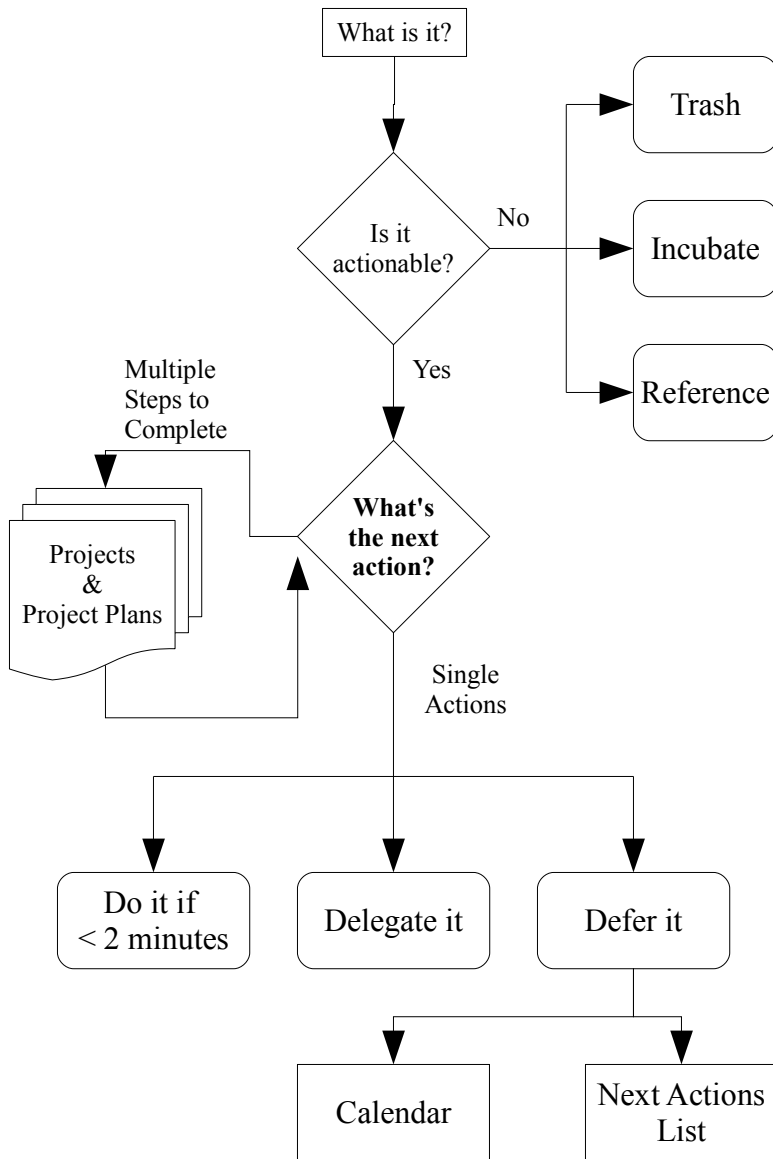 What is it?
Trash
No
Is it
actionable?
Incubate
Yes
Reference
Multiple
Steps to
Complete
What's
the next
action?
Projects
&
Project Plans
Single
Actions
Do it if
< 2 minutes
Delegate it
Defer it
Calendar
Next Actions
List